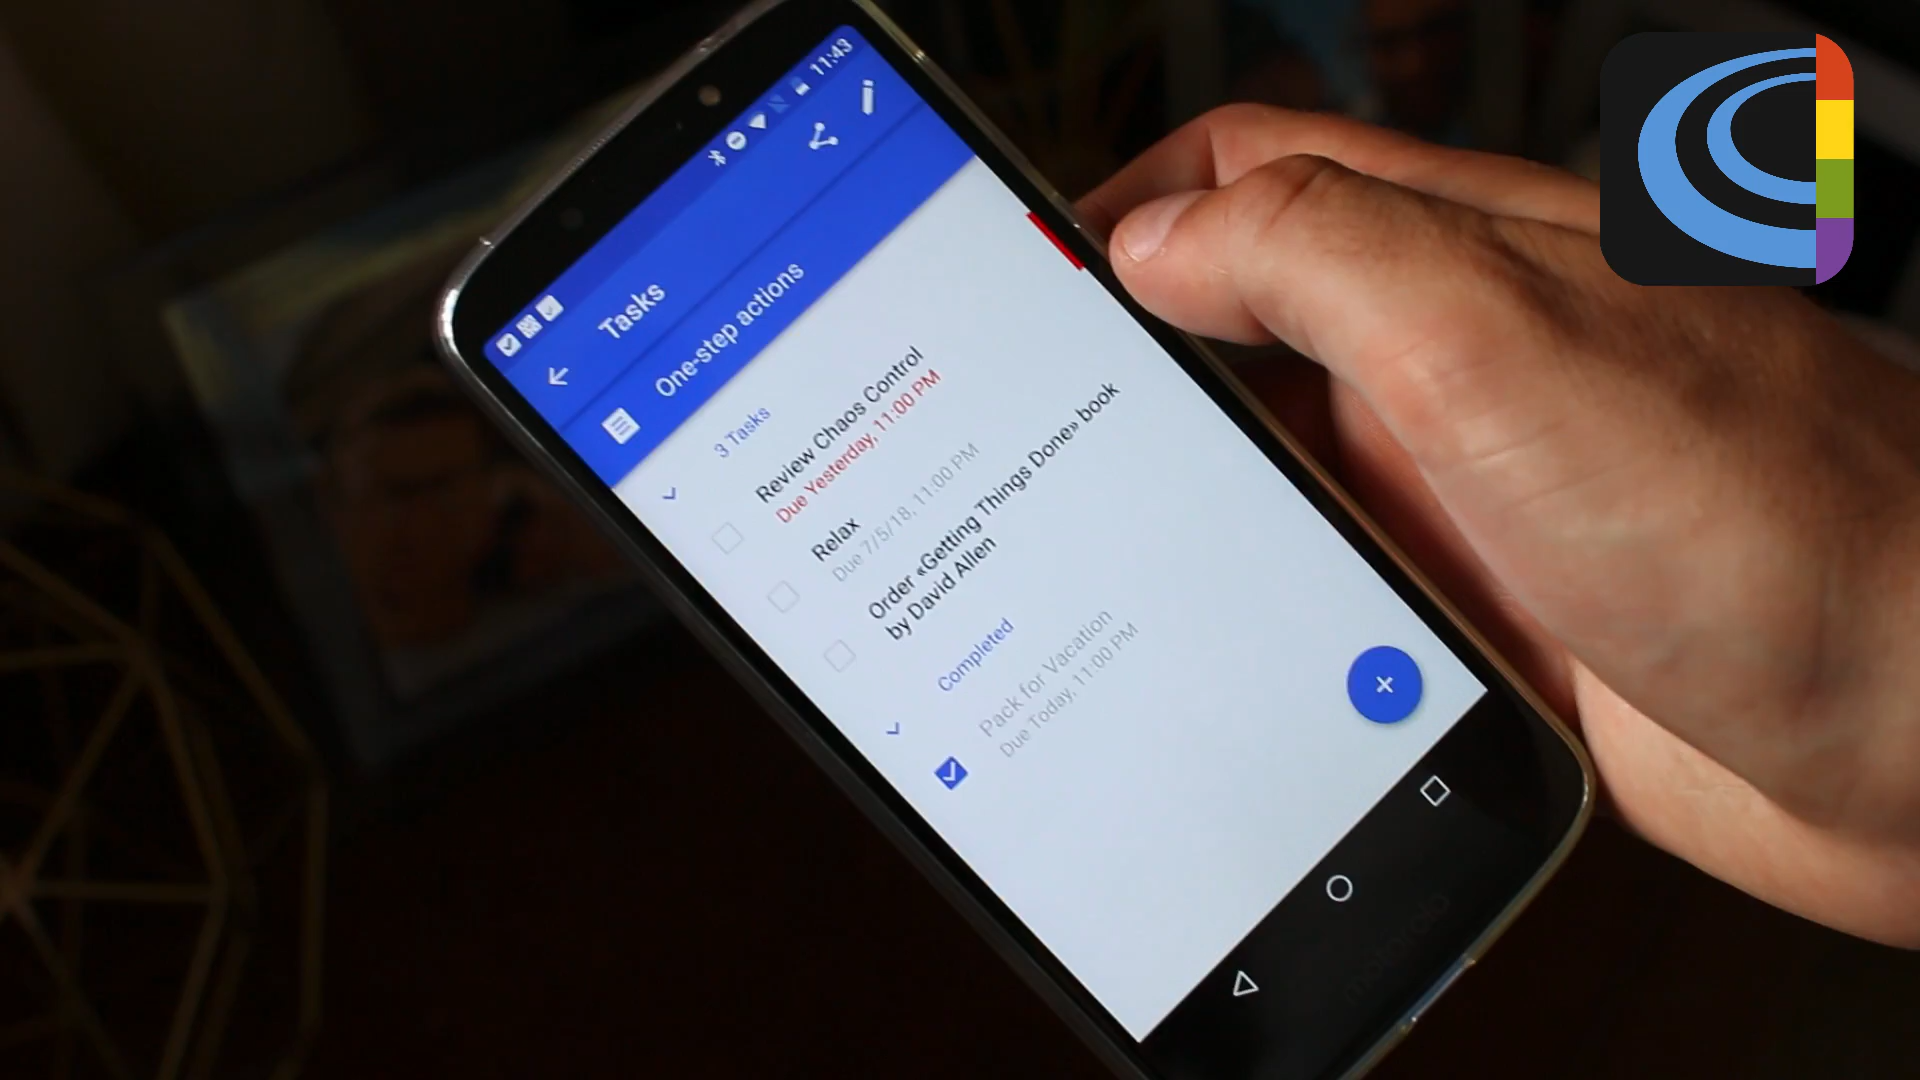 11:43
Tasks
One-step actions
3 Tasks
Review Chaos Control
Due Yesterday, 11:00 PM
Relax
Due 7/5/18, 11:00 PM
Order «Getting Things Done» book
by David Allen
Completed
Pack for Vacation
Due Today, 11:00 PM
motorola